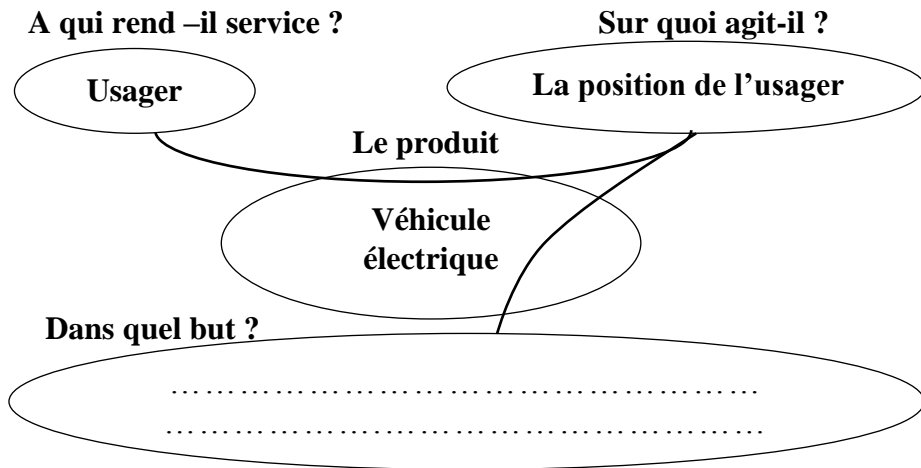 A qui rend –il service ?
Sur quoi agit-il ?
Usager
La position de l’usager
Le produit
Véhicule
électrique
Dans quel but ?
………………………………………………………
………………………………………………………